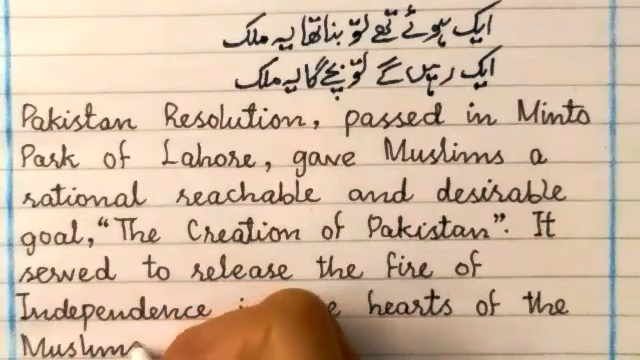 ایک ہوئے تھے تو بنا تھا یہ ملک
ایک رہیں گے تو بچے گا یہ ملک
Pakistan Resolution, passed in Minto
Park of Lahore, gave Muslims a
rational reachable and desirable
goal, “The Creation of Pakistan”. It
served to release the fire of
Independence hearts of the
Muslims